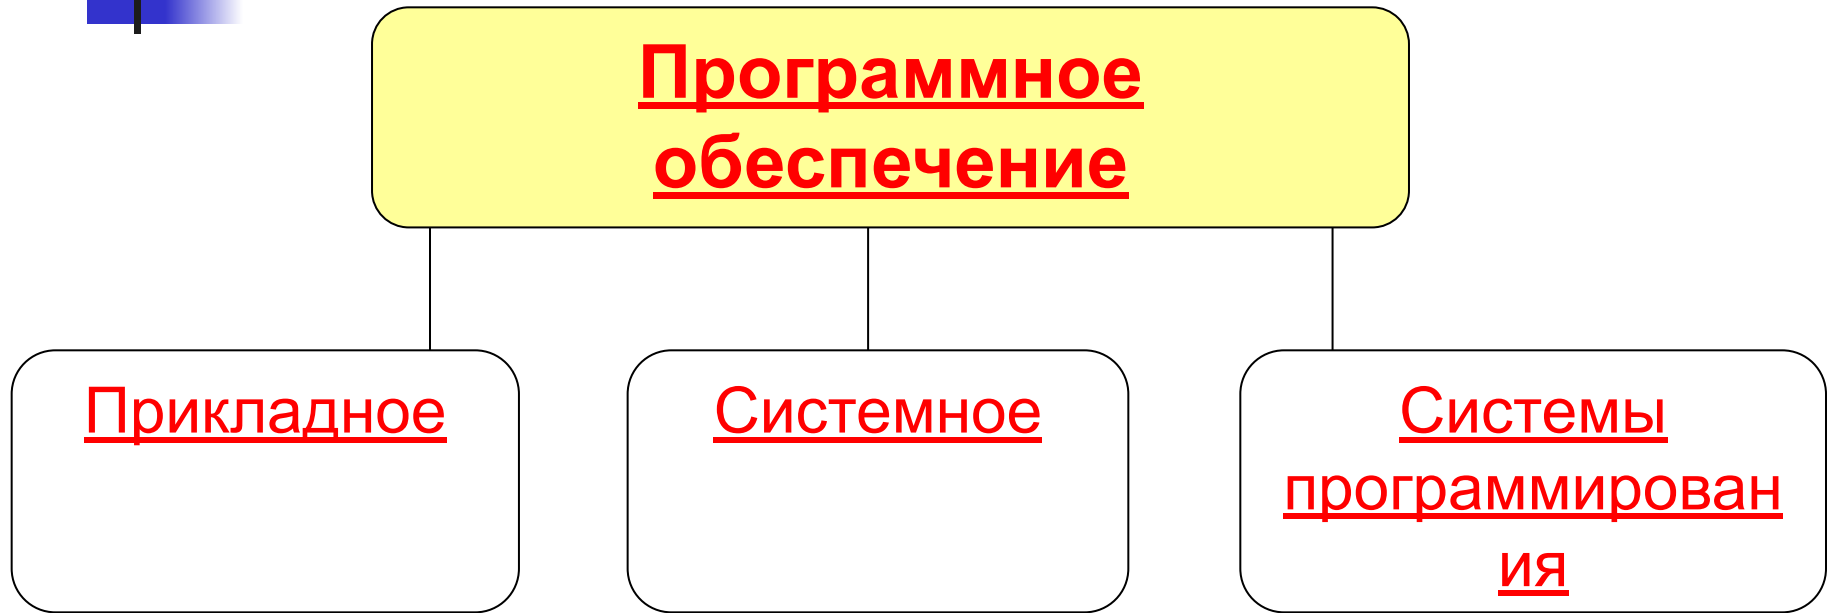 Программное
обеспечение
Прикладное
Системное
Системы
программирован
ия